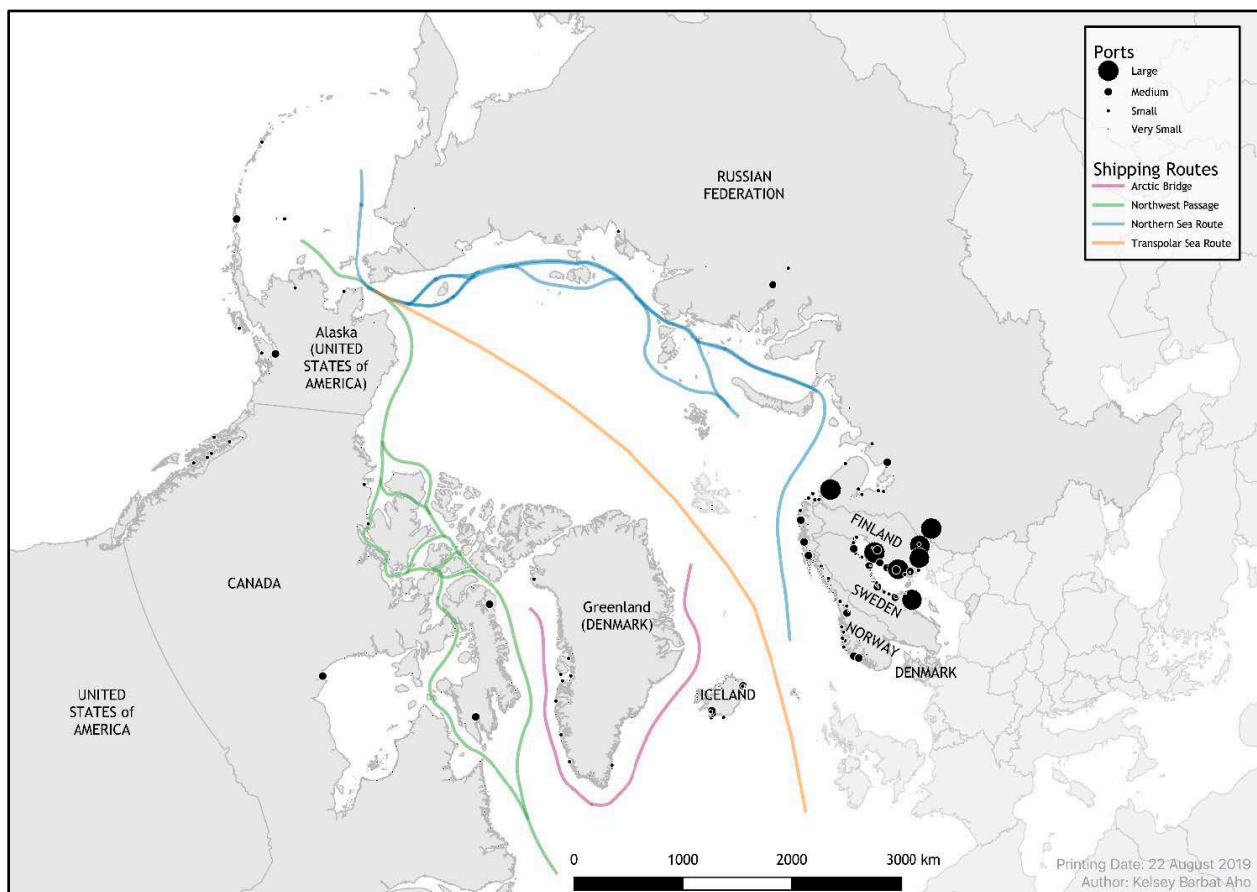 Ports
Large
Medium
Small
Very Small
Shipping Routes
Arctic Bridge
Northwest Passage
Northern Sea Route
Transpolar Sea Route
RUSSIAN
FEDERATION
Alaska
(UNITED
STATES of
AMERICA)
FINLAND
CANADA
Greenland
(DENMARK)
SWEDEN
NORWAY
DENMARK
ICELAND
UNITED
STATES of
AMERICA
0 1000 2000 3000 km
Printing Date: 22 August 2019
Author: Kelsey Barbat Aho